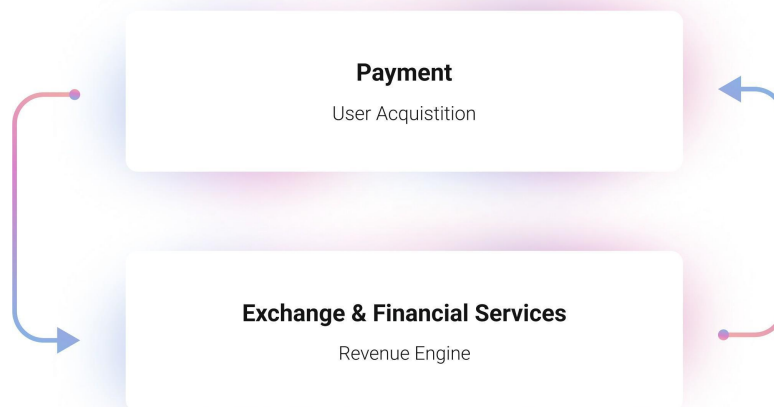 Payment
User Acquistition
Exchange & Financial Services
Revenue Engine